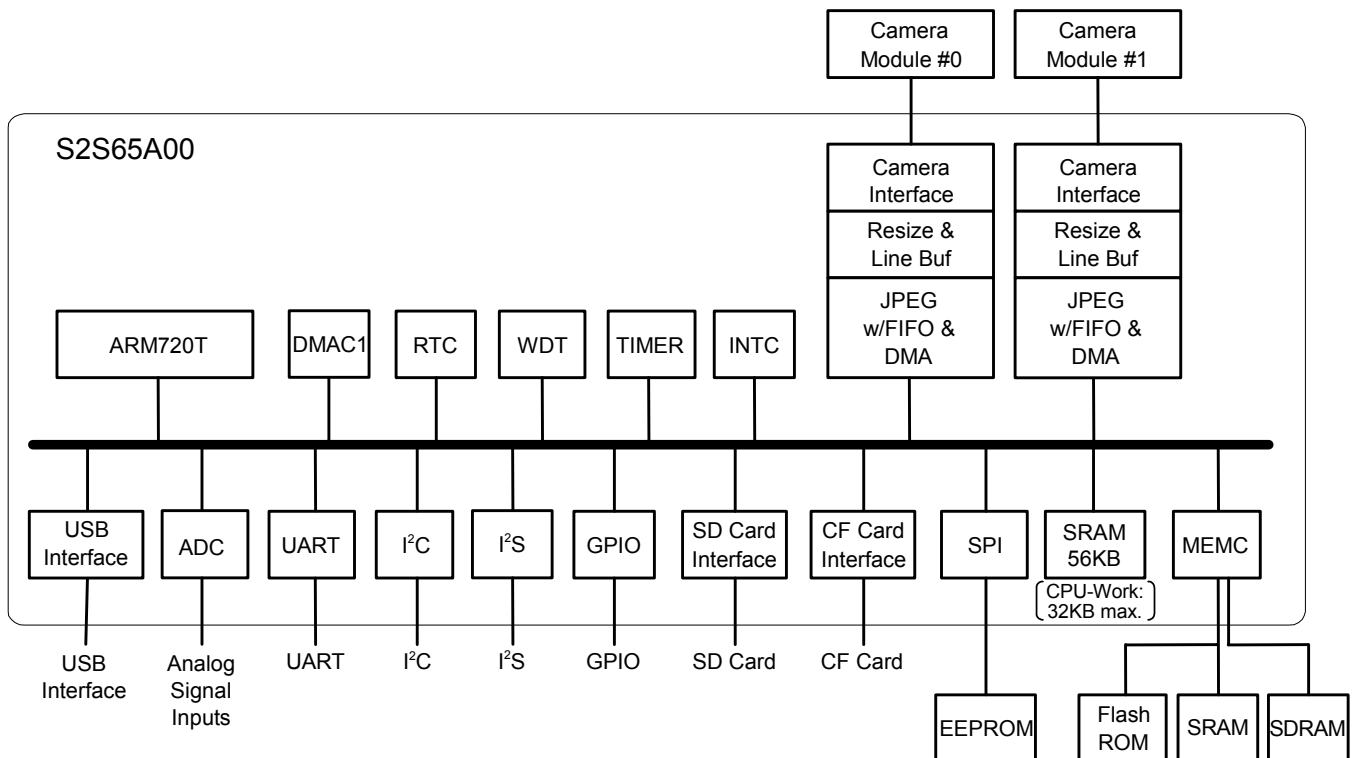 Camera
Module #0
Camera
Module #1
S2S65A00
Camera
Interface
Resize &
Line Buf
JPEG
w/FIFO &
DMA
Camera
Interface
Resize &
Line Buf
JPEG
w/FIFO &
DMA
ARM720T
DMAC1
RTC
WDT
TIMER
INTC
USB
Interface
ADC
UART
I²C
I²S
GPIO
SD Card
Interface
CF Card
Interface
SPI
SRAM
56KB
CPU-Work:
32KB max.
MEMC
USB
Interface
Analog
Signal
Inputs
UART
I²C
I²S
GPIO
SD Card
CF Card
EEPROM
Flash
ROM
SRAM
SDRAM